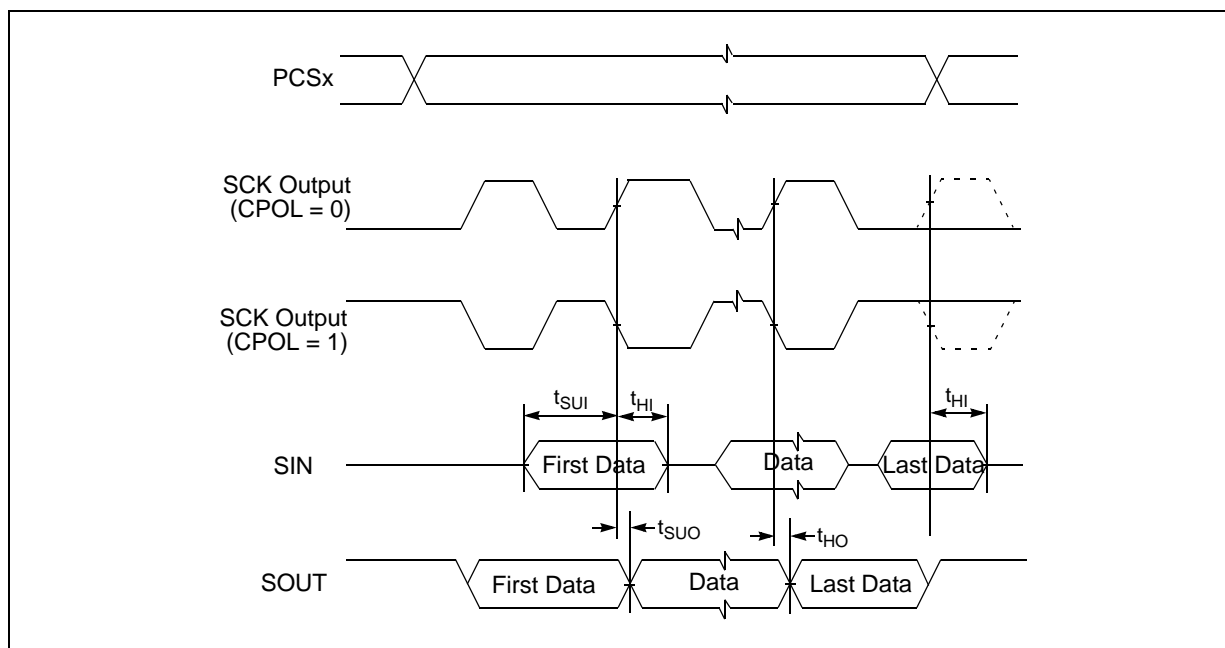 PCSx
SCK Output
(CPOL = 0)
SCK Output
(CPOL = 1)
tSUI
tHI
tHI
SIN
First Data
Data
Last Data
tSUO
tHO
SOUT
First Data
Data
Last Data